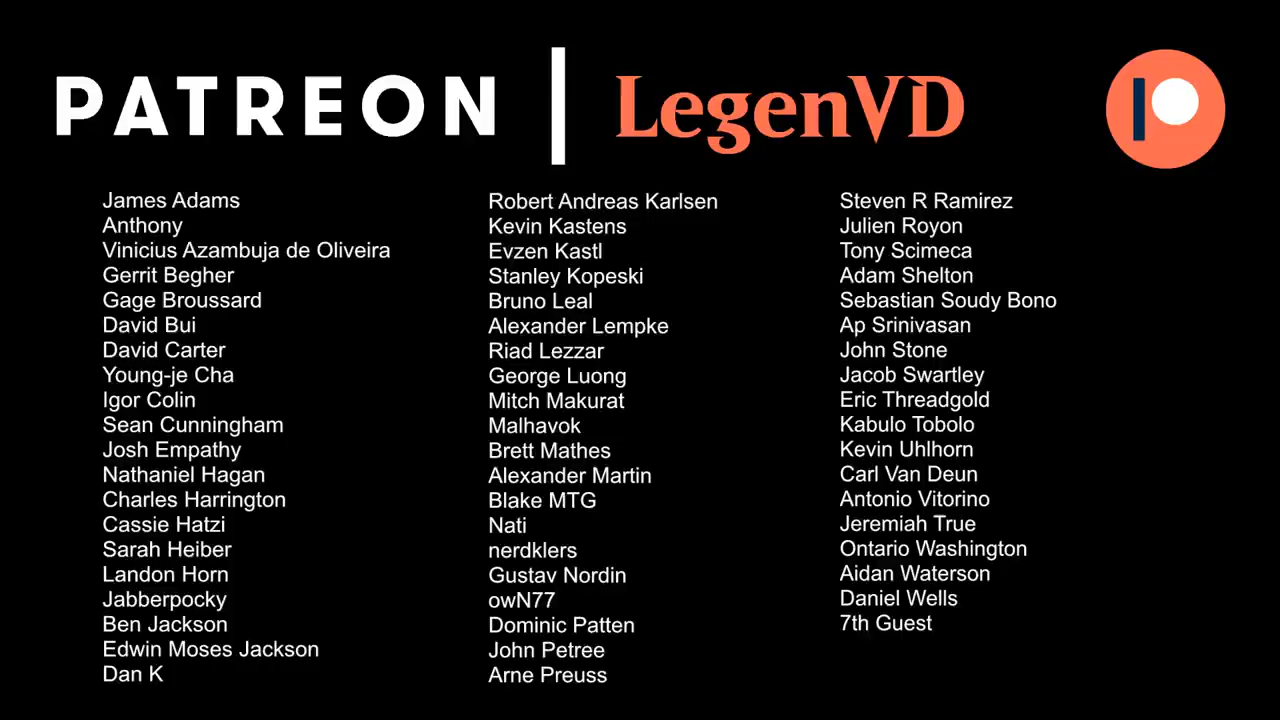 PATREON | LegenVD
James Adams
Anthony
Vinicius Azambuja de Oliveira
Gerrit Begher
Gage Broussard
David Bui
David Carter
Young-je Cha
Igor Colin
Sean Cunningham
Josh Empathy
Nathaniel Hagan
Charles Harrington
Cassie Hatzi
Sarah Heiber
Landon Horn
Jabberpocky
Ben Jackson
Edwin Moses Jackson
Dan K
Robert Andreas Karlsen
Kevin Kastens
Evzen Kastl
Stanley Kopeski
Bruno Leal
Alexander Lempke
Riad Lezzar
George Luong
Mitch Makurat
Malhavok
Brett Mathes
Alexander Martin
Blake MTG
Nati
nerdklers
Gustav Nordin
owN77
Dominic Patten
John Petree
Arne Preuss
Steven R Ramirez
Julien Royon
Tony Scimeca
Adam Shelton
Sebastian Soudy Bono
Ap Srinivasan
John Stone
Jacob Swartley
Eric Threadgold
Kabulo Tobolo
Kevin Uhlhorn
Carl Van Deun
Antonio Vitorino
Jeremiah True
Ontario Washington
Aidan Waterson
Daniel Wells
7th Guest